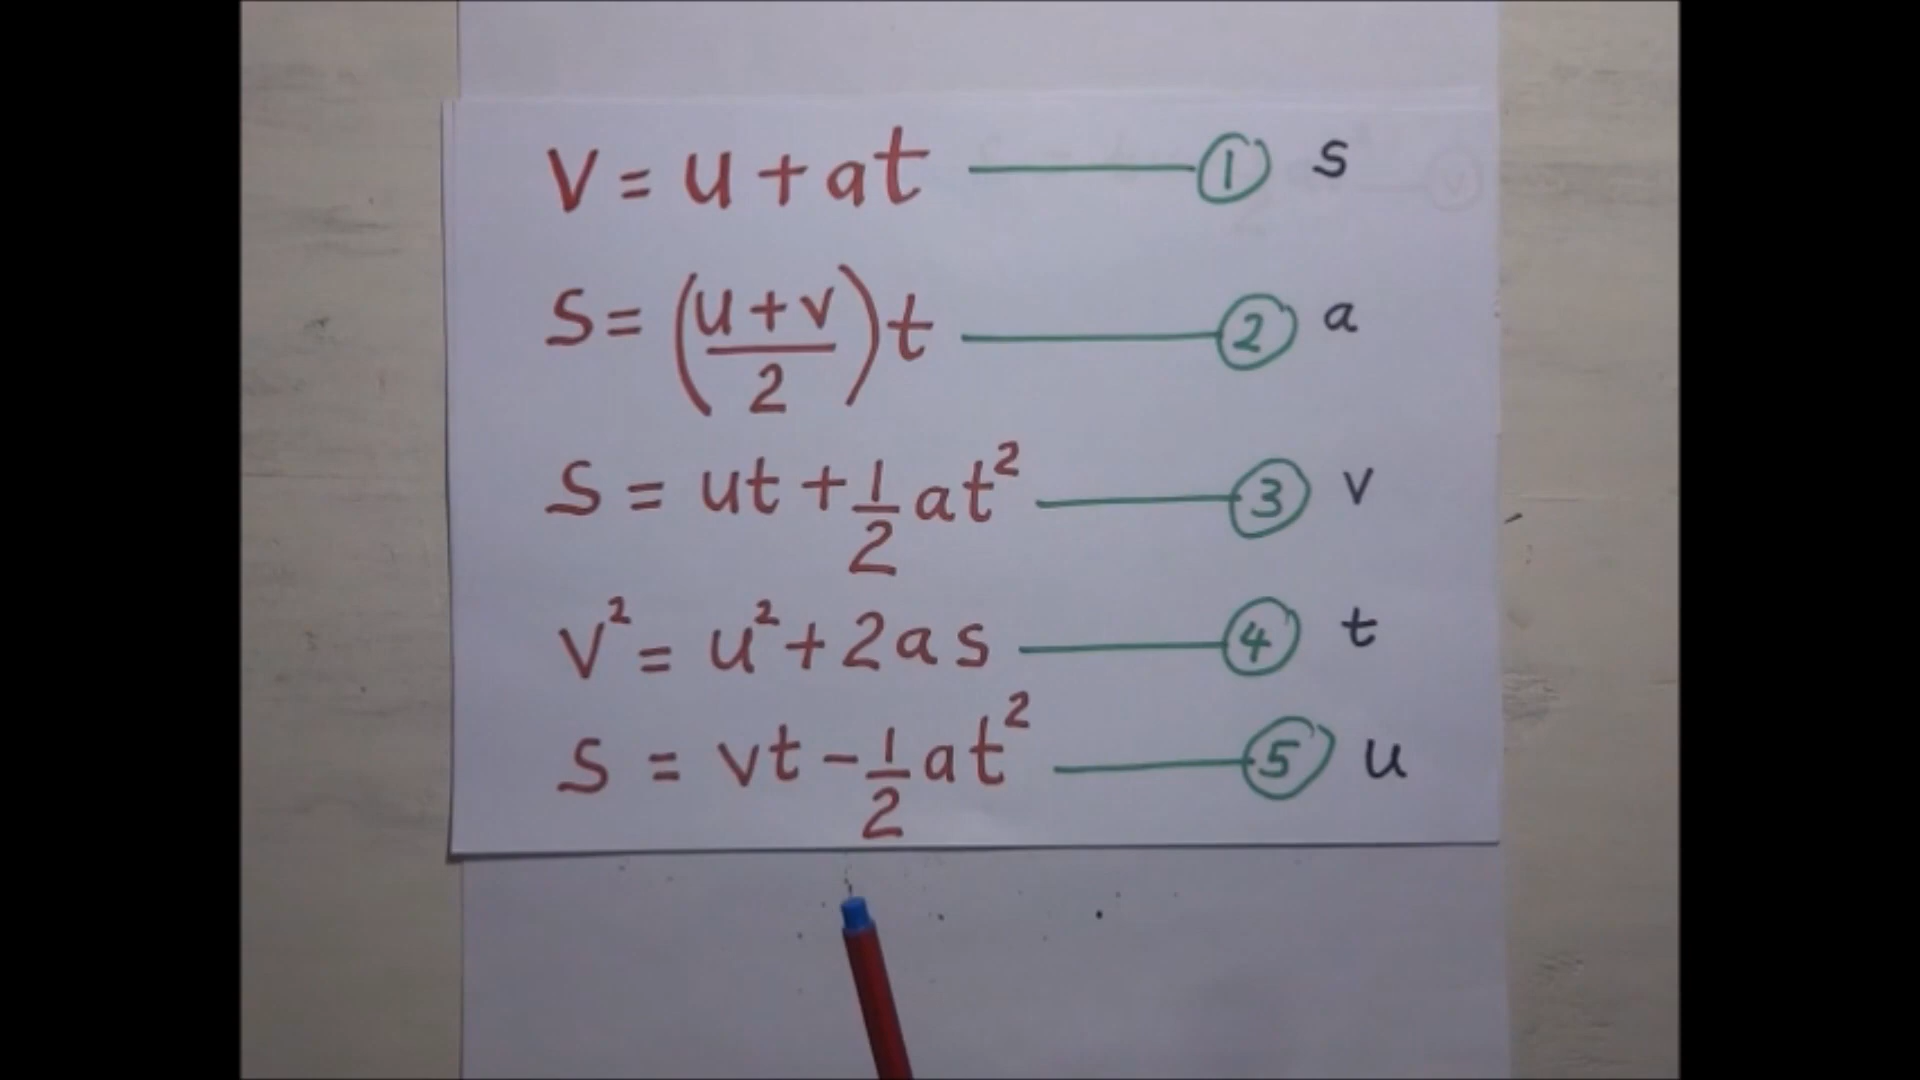 v = u + at ——— ① s
s = (u + v / 2) t ——— ② a
s = ut + 1/2 at² ——— ③ v
v² = u² + 2as ——— ④ t
s = vt - 1/2 at² ——— ⑤ u